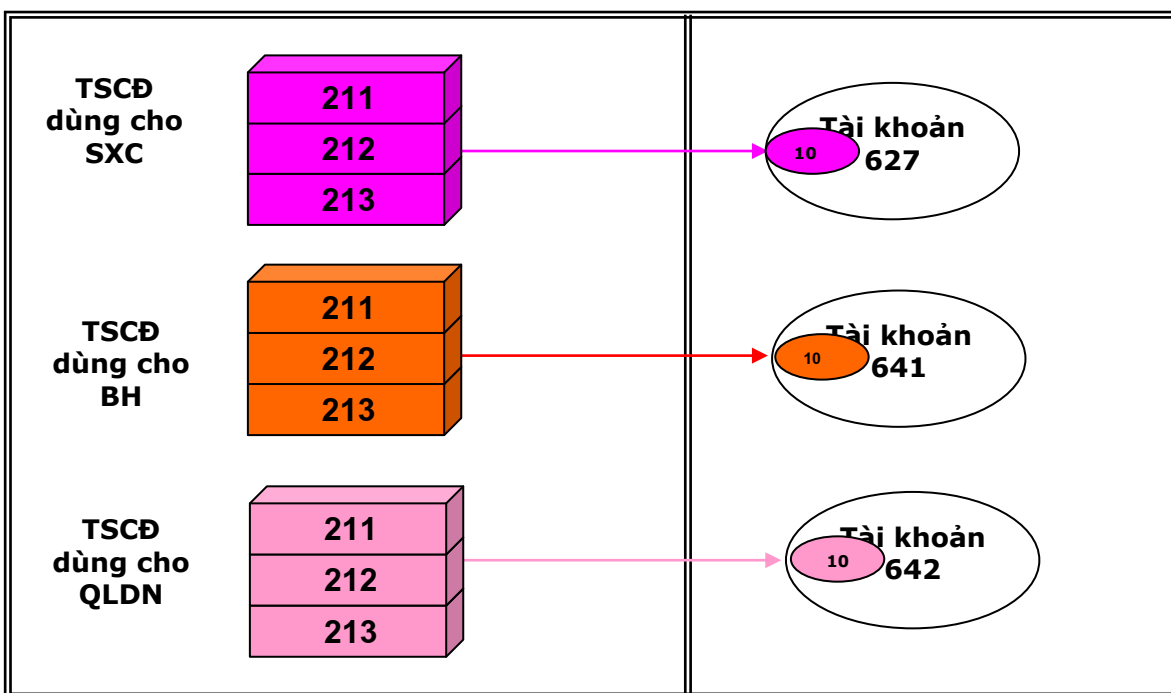 TSCĐ
dùng cho
SXC
211
212
213
Tài khoản
627
10
TSCĐ
dùng cho
BH
211
212
213
Tài khoản
641
10
TSCĐ
dùng cho
QLDN
211
212
213
Tài khoản
642
10